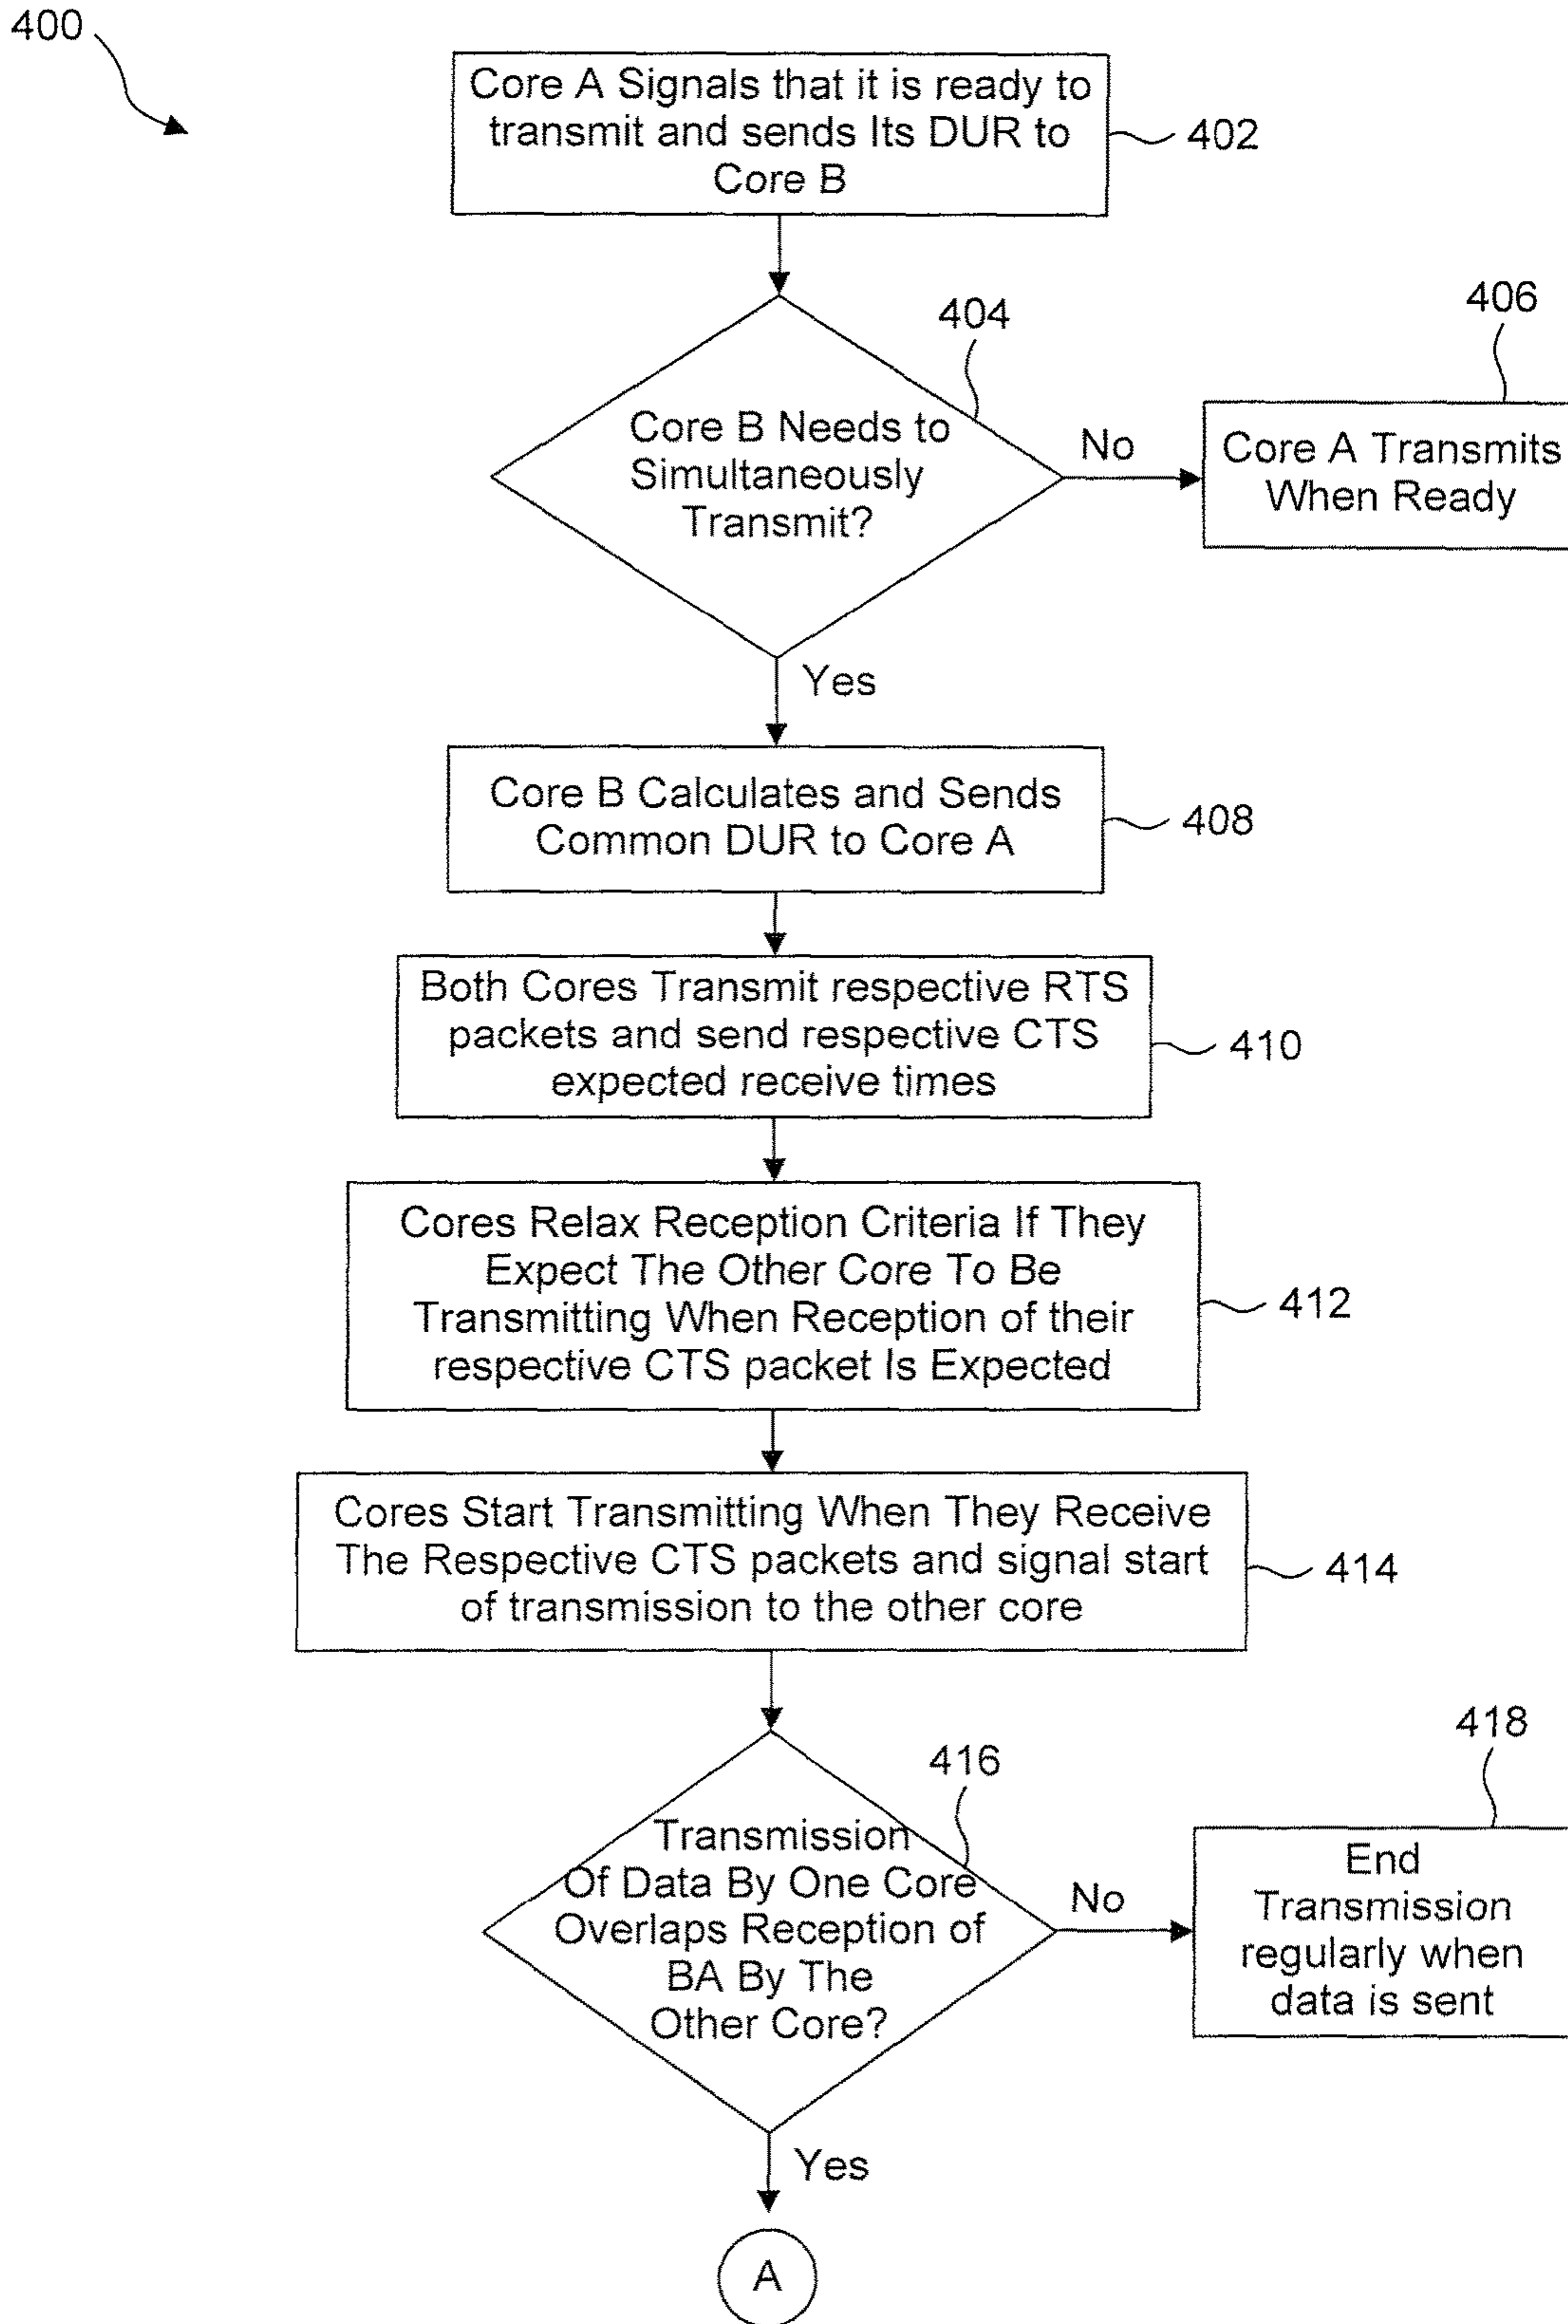 400
Core A Signals that it is ready to
transmit and sends Its DUR to
Core B
402
404
Core B Needs to
Simultaneously
Transmit?
No
406
Core A Transmits
When Ready
Yes
Core B Calculates and Sends
Common DUR to Core A
408
Both Cores Transmit respective RTS
packets and send respective CTS
expected receive times
410
Cores Relax Reception Criteria If They
Expect The Other Core To Be
Transmitting When Reception of their
respective CTS packet Is Expected
412
Cores Start Transmitting When They Receive
The Respective CTS packets and signal start
of transmission to the other core
414
416
Transmission
Of Data By One Core
Overlaps Reception of
BA By The
Other Core?
No
418
End
Transmission
regularly when
data is sent
Yes
A